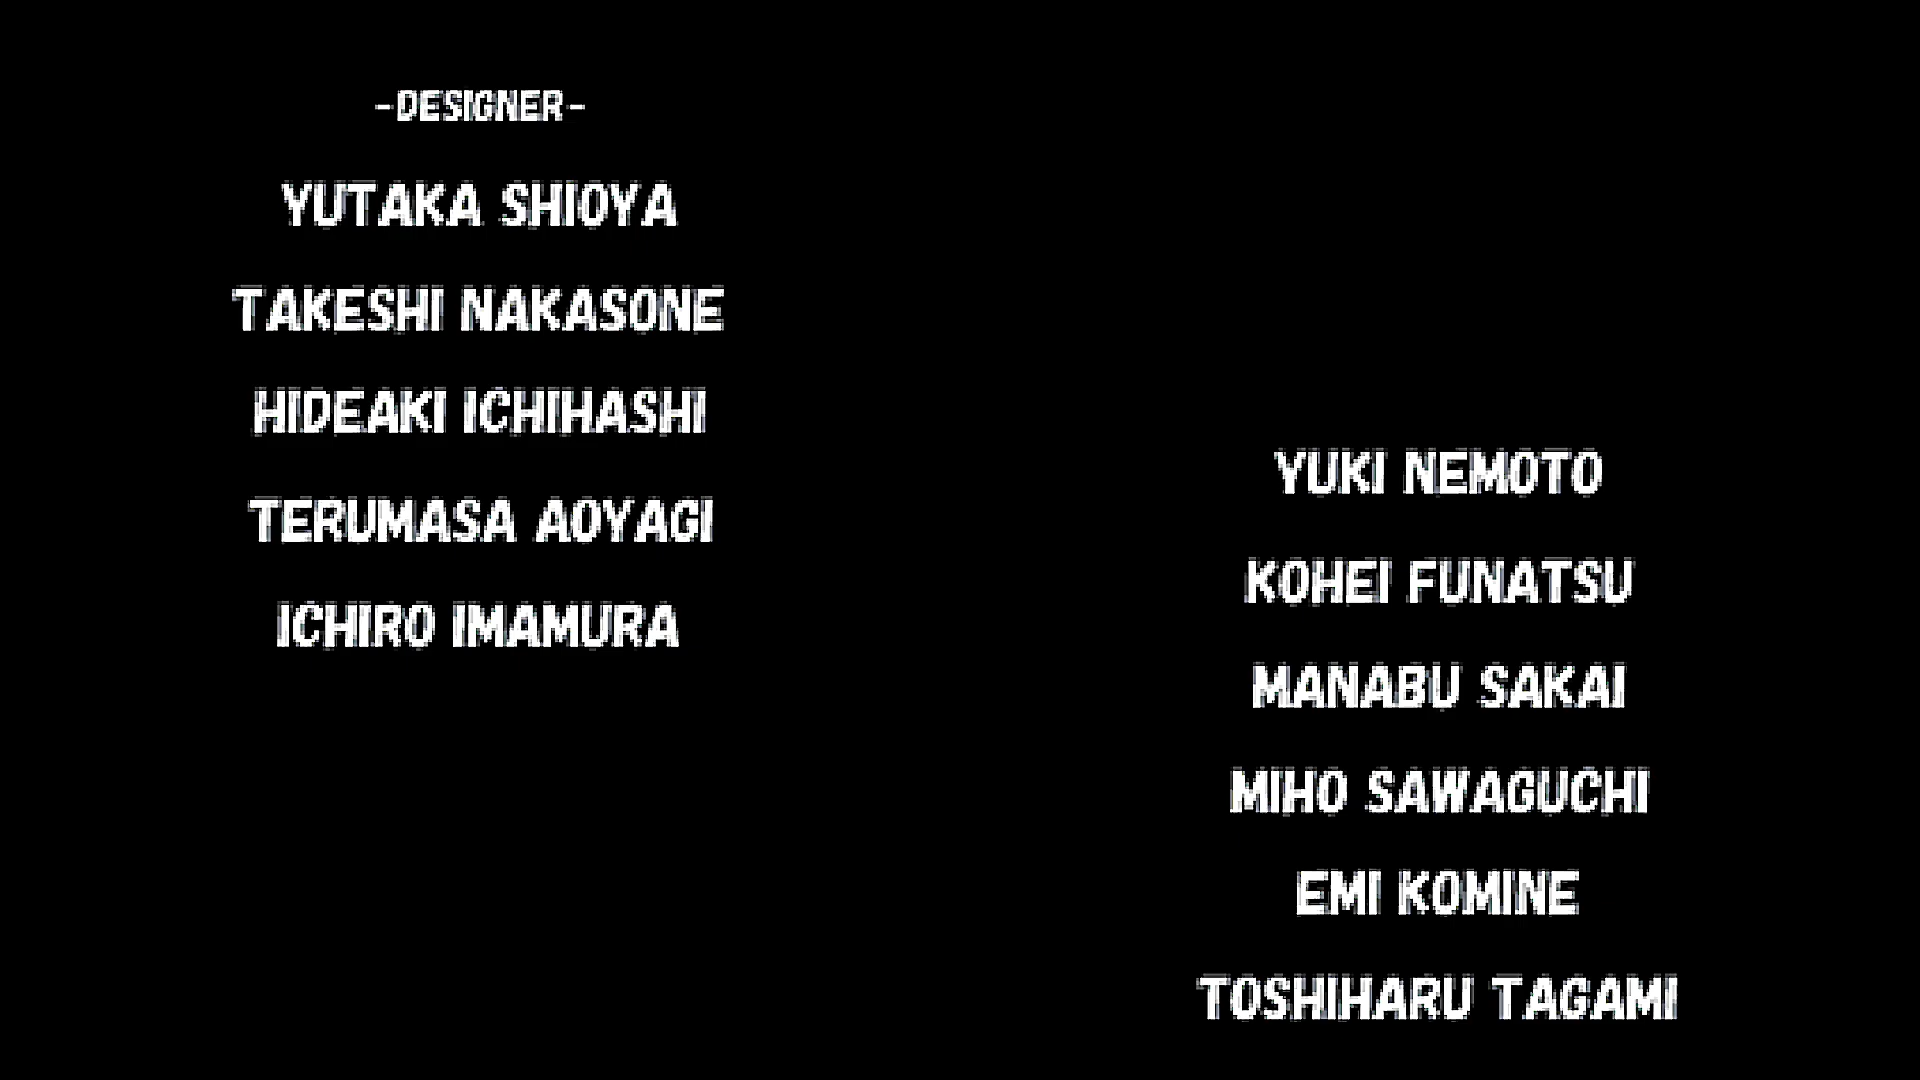 -DESIGNER-
YUTAKA SHIOYA
TAKESHI NAKASONE
HIDEAKI ICHIHASHI
TERUMASA AOYAGI
ICHIRO IMAMURA
YUKI NEMOTO
KOHEI FUNATSU
MANABU SAKAI
MIHO SAWAGUCHI
EMI KOMINE
TOSHIHARU TAGAMI